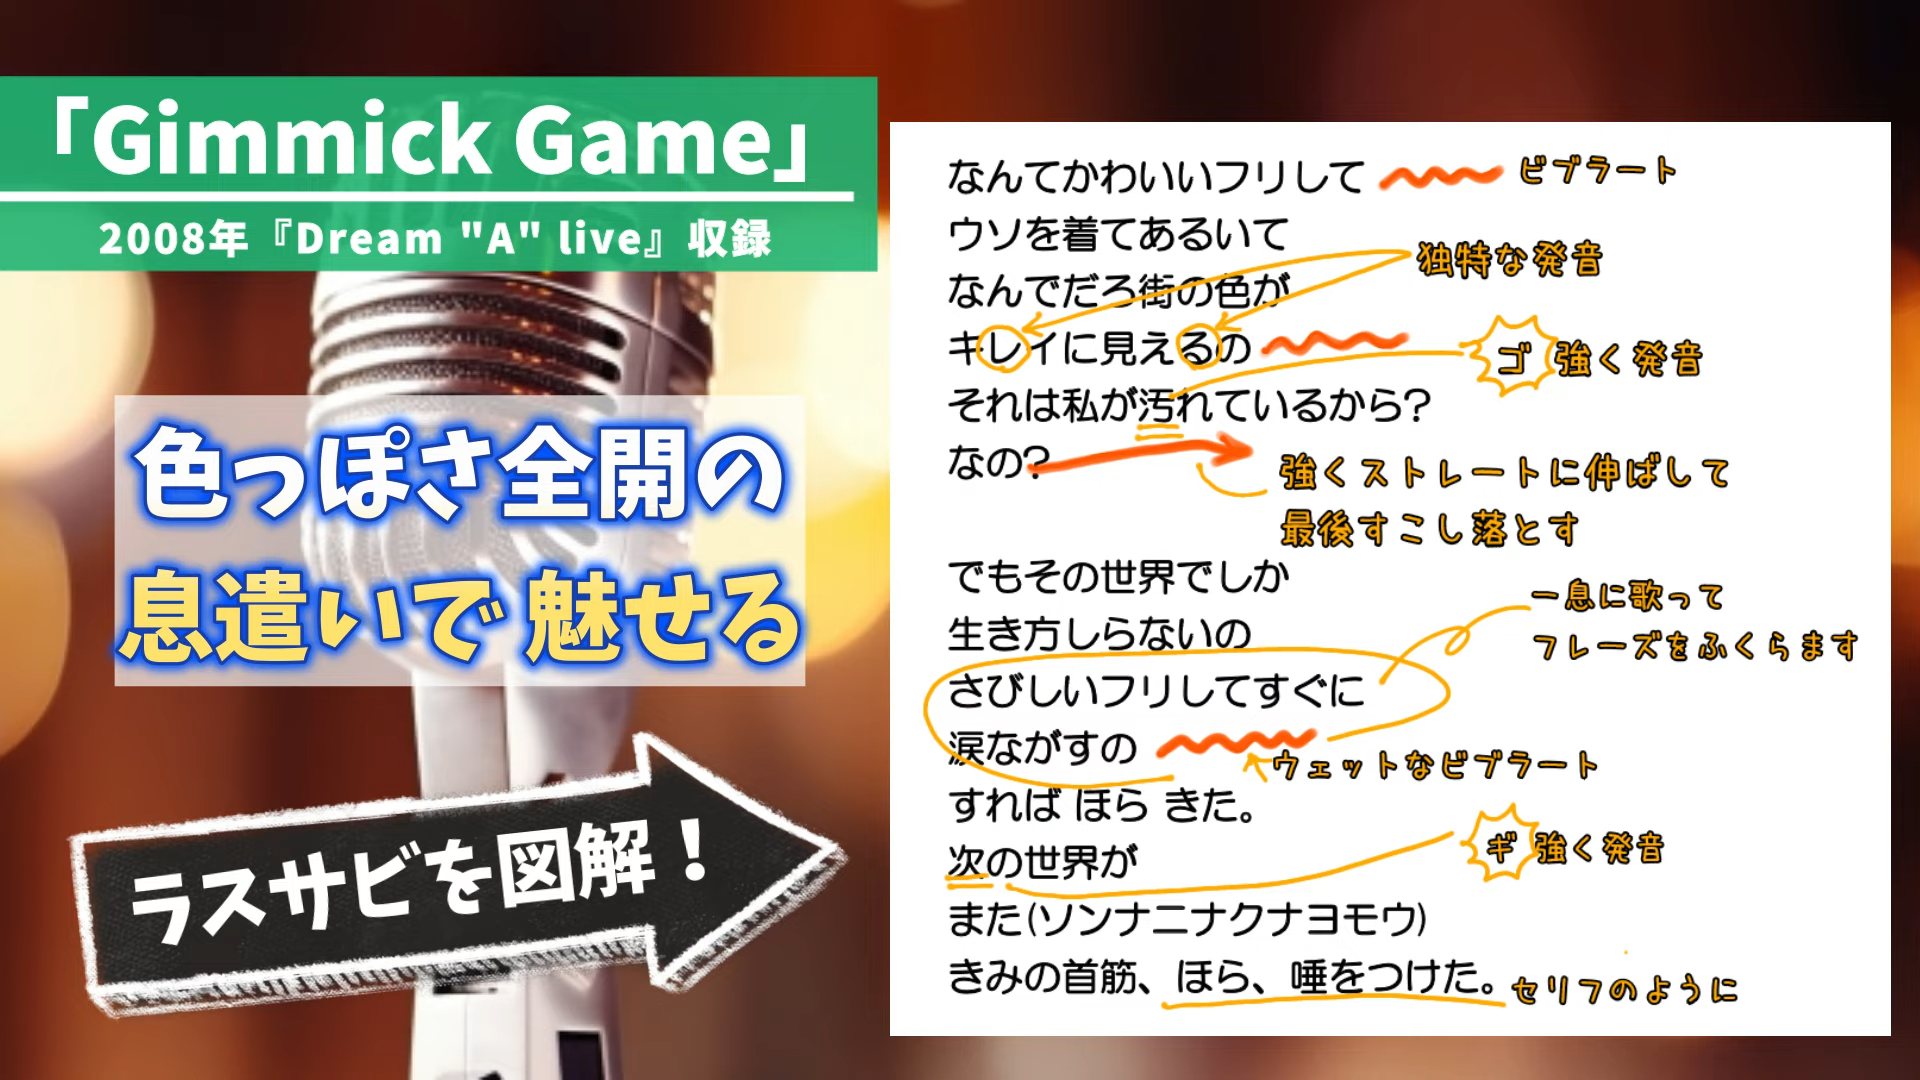 「Gimmick Game」
2008年『Dream "A" live』収録
色っぽさ全開の
息遣いで 魅せる
ラスサビを図解！
なんてかわいいフリして ビブラート
ウソを着てあるいて
独特な発音
なんでだろ街の色が
キレイに見えるの
ゴ 強く発音
それは私が汚れているから?
なの?
強くストレートに伸ばして
最後すこし落とす
でもその世界でしか
一息に歌って
生き方しらないの
フレーズをふくらます
さびしいフリしてすぐに
涙ながすの
ウェットなビブラート
すれば ほら きた。
ギ 強く発音
次の世界が
また(ソンナニナクナヨモウ)
きみの首筋、ほら、唾をつけた。
セリフのように